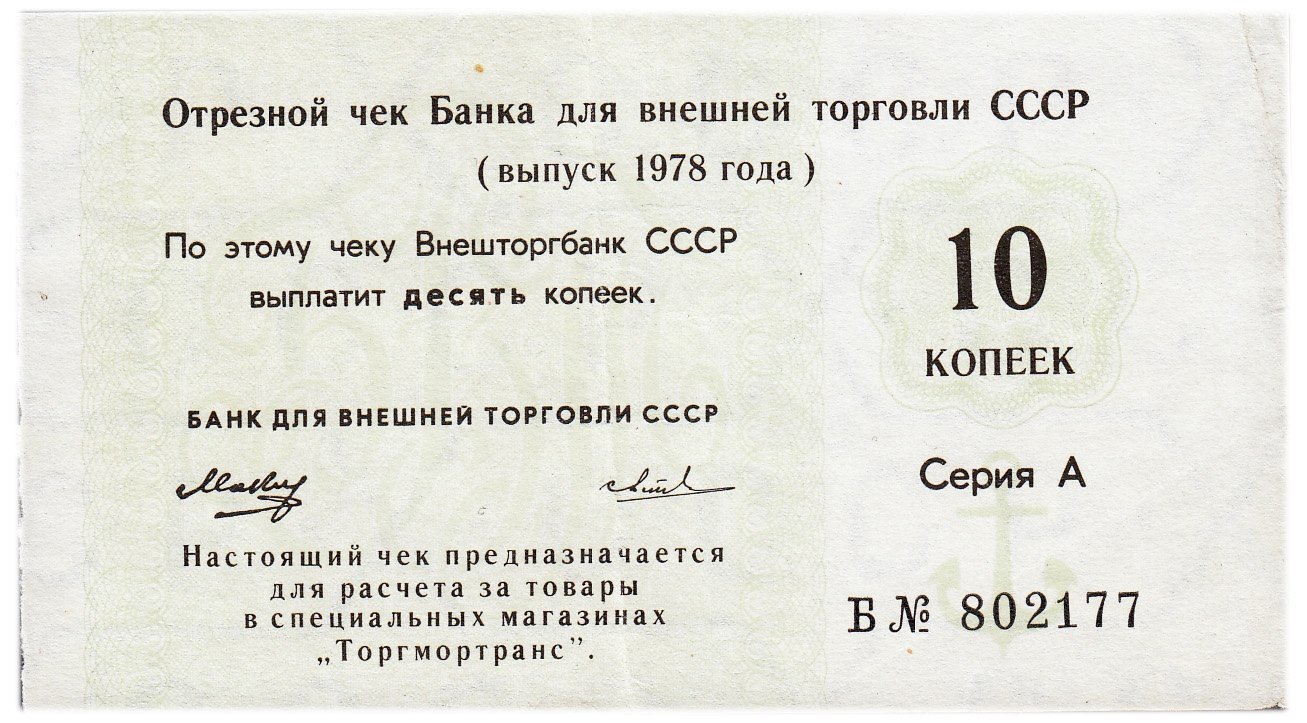 Отрезной чек Банка для внешней торговли СССР
( выпуск 1978 года )
По этому чеку Внешторгбанк СССР
выплатит десять копеек.
10
КОПЕЕК
БАНК ДЛЯ ВНЕШНЕЙ ТОРГОВЛИ СССР
Серия А
Настоящий чек предназначается
для расчета за товары
в специальных магазинах
„Торгмортранс”.
Б № 802177